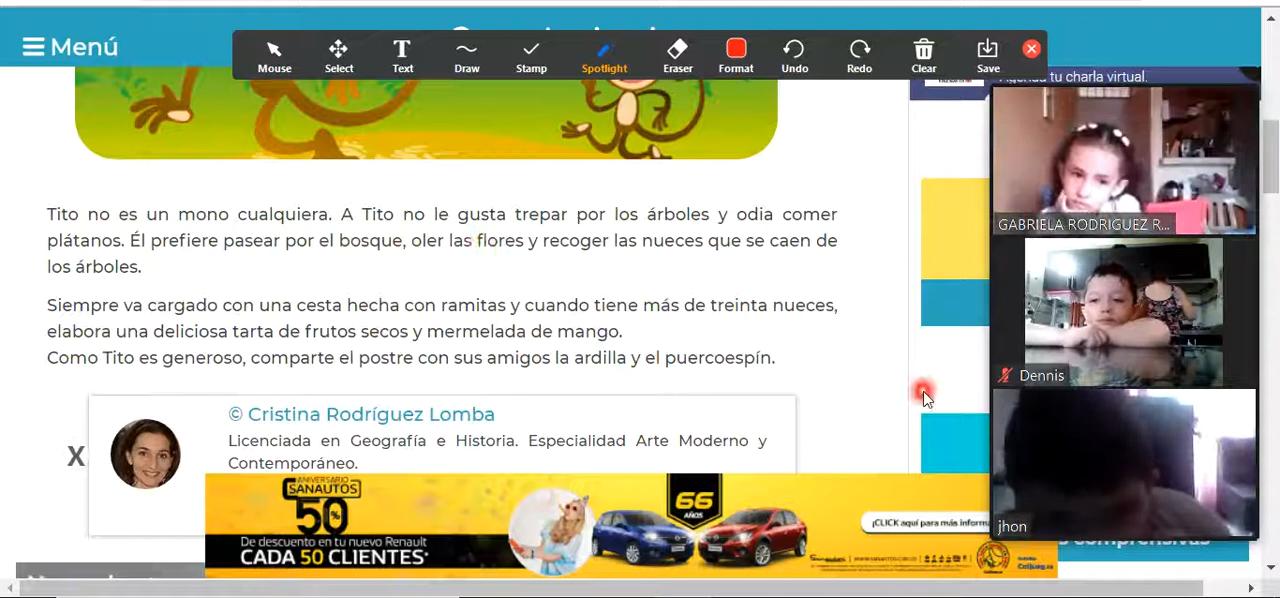 Menú
Mouse
Select
Text
Draw
Stamp
Spotlight
Eraser
Format
Undo
Redo
Clear
Save
tu charla virtual.
GABRIELA RODRIGUEZ R...
Tito no es un mono cualquiera. A Tito no le gusta trepar por los árboles y odia comer
plátanos. Él prefiere pasear por el bosque, oler las flores y recoger las nueces que se caen de
los árboles.
Siempre va cargado con una cesta hecha con ramitas y cuando tiene más de treinta nueces,
elabora una deliciosa tarta de frutos secos y mermelada de mango.
Como Tito es generoso, comparte el postre con sus amigos la ardilla y el puercoespín.
Dennis
© Cristina Rodríguez Lomba
Licenciada en Geografía e Historia. Especialidad Arte Moderno y
Contemporáneo.
X
jhon
ANIVERSARIO
SANAUTOS
50%
De descuento en tu nuevo Renault
CADA 50 CLIENTES*
66
AÑOS
¡CLICK aquí para más inform
comprensivas